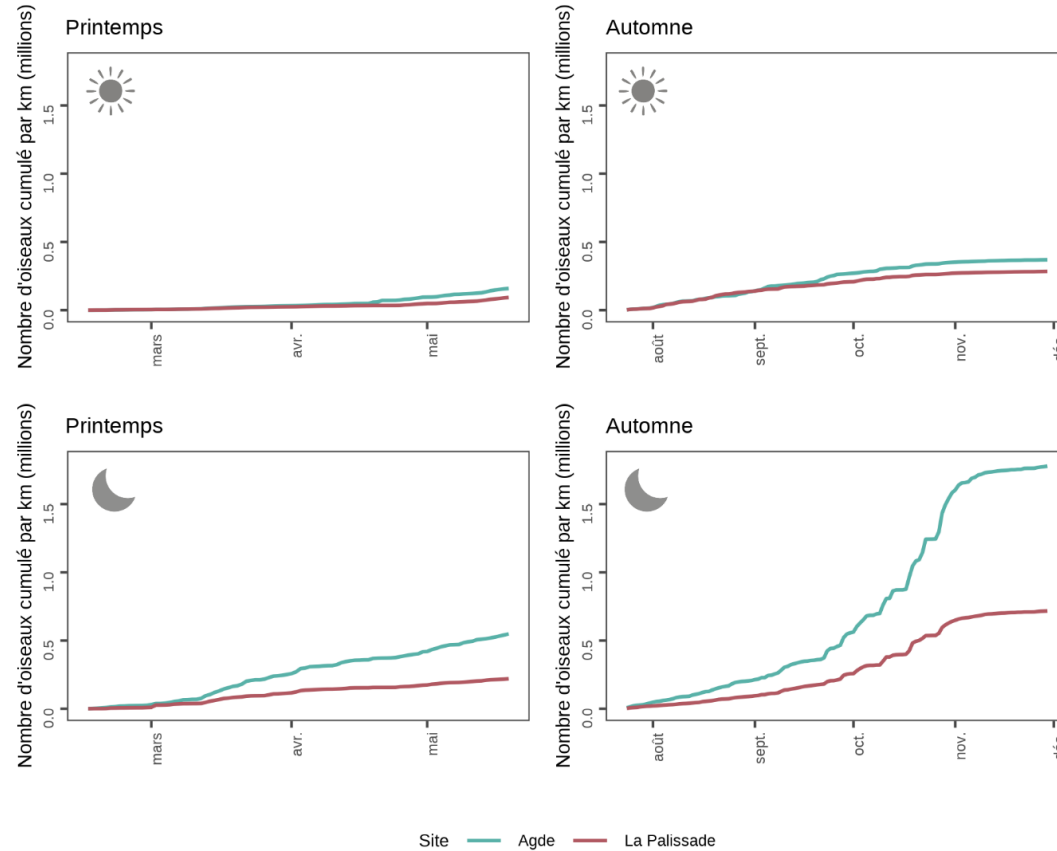 Printemps
Nombre d'oiseaux cumulé par km (millions)
0.0
0.5
1.0
1.5
mars
avr.
mai
Automne
Nombre d'oiseaux cumulé par km (millions)
0.0
0.5
1.0
1.5
août
sept.
oct.
nov.
Printemps
Nombre d'oiseaux cumulé par km (millions)
0.0
0.5
1.0
1.5
mars
avr.
mai
Automne
Nombre d'oiseaux cumulé par km (millions)
0.0
0.5
1.0
1.5
août
sept.
oct.
nov.
Site Agde La Palissade